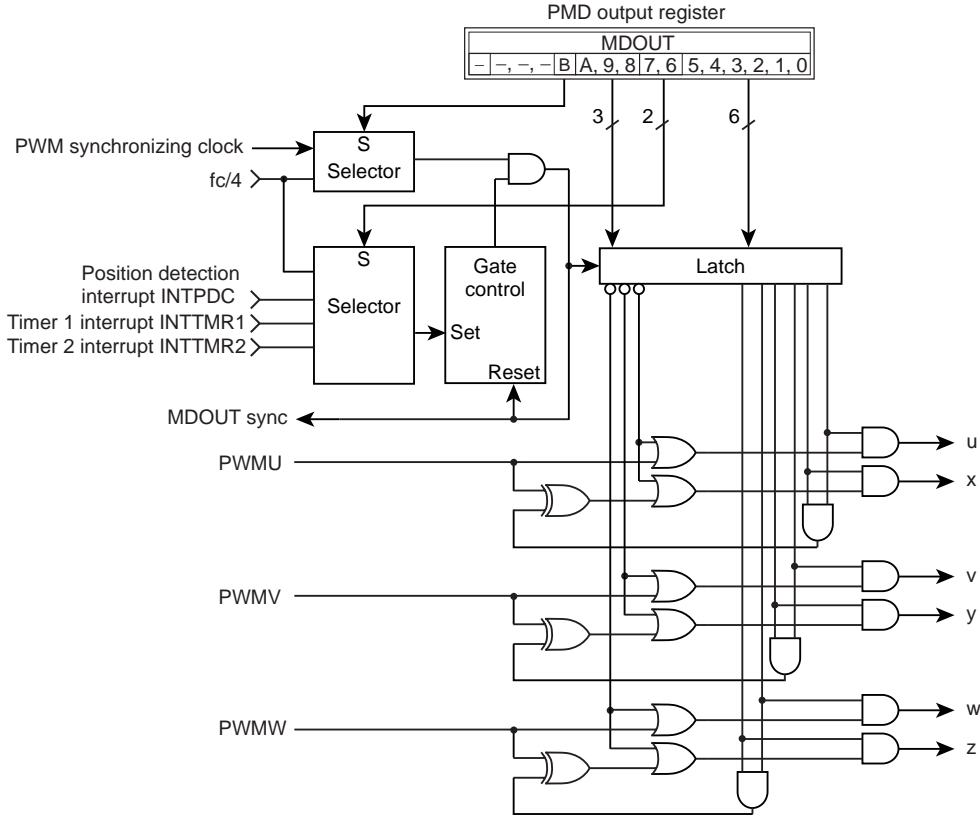 PMD output register
MDOUT
– –, –, – B A, 9, 8 7, 6 5, 4, 3, 2, 1, 0
3 2 6
PWM synchronizing clock
S
Selector
fc/4
S
Selector
Gate
control
Set
Reset
Latch
Position detection
interrupt INTPDC
Timer 1 interrupt INTTMR1
Timer 2 interrupt INTTMR2
MDOUT sync
PWMU
u
x
PWMV
v
y
PWMW
w
z